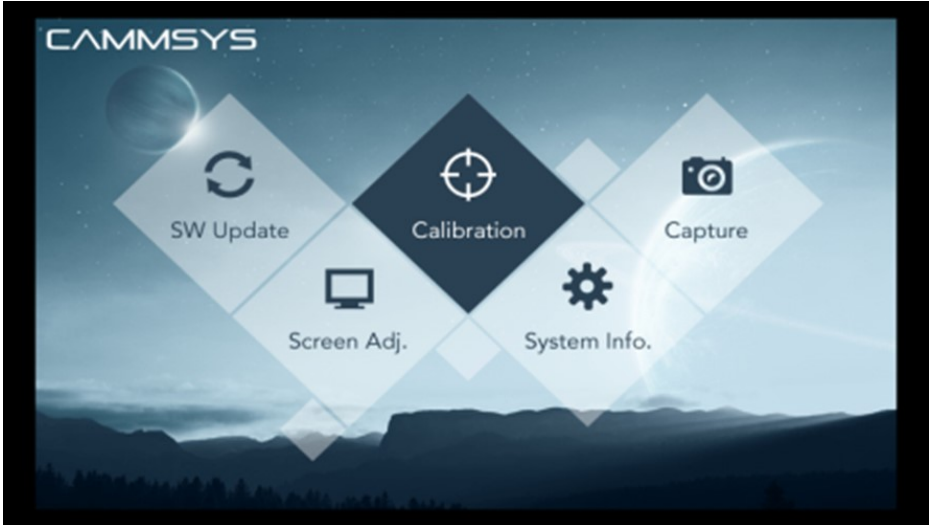 CAMMSYS
SW Update
Calibration
Capture
Screen Adj.
System Info.